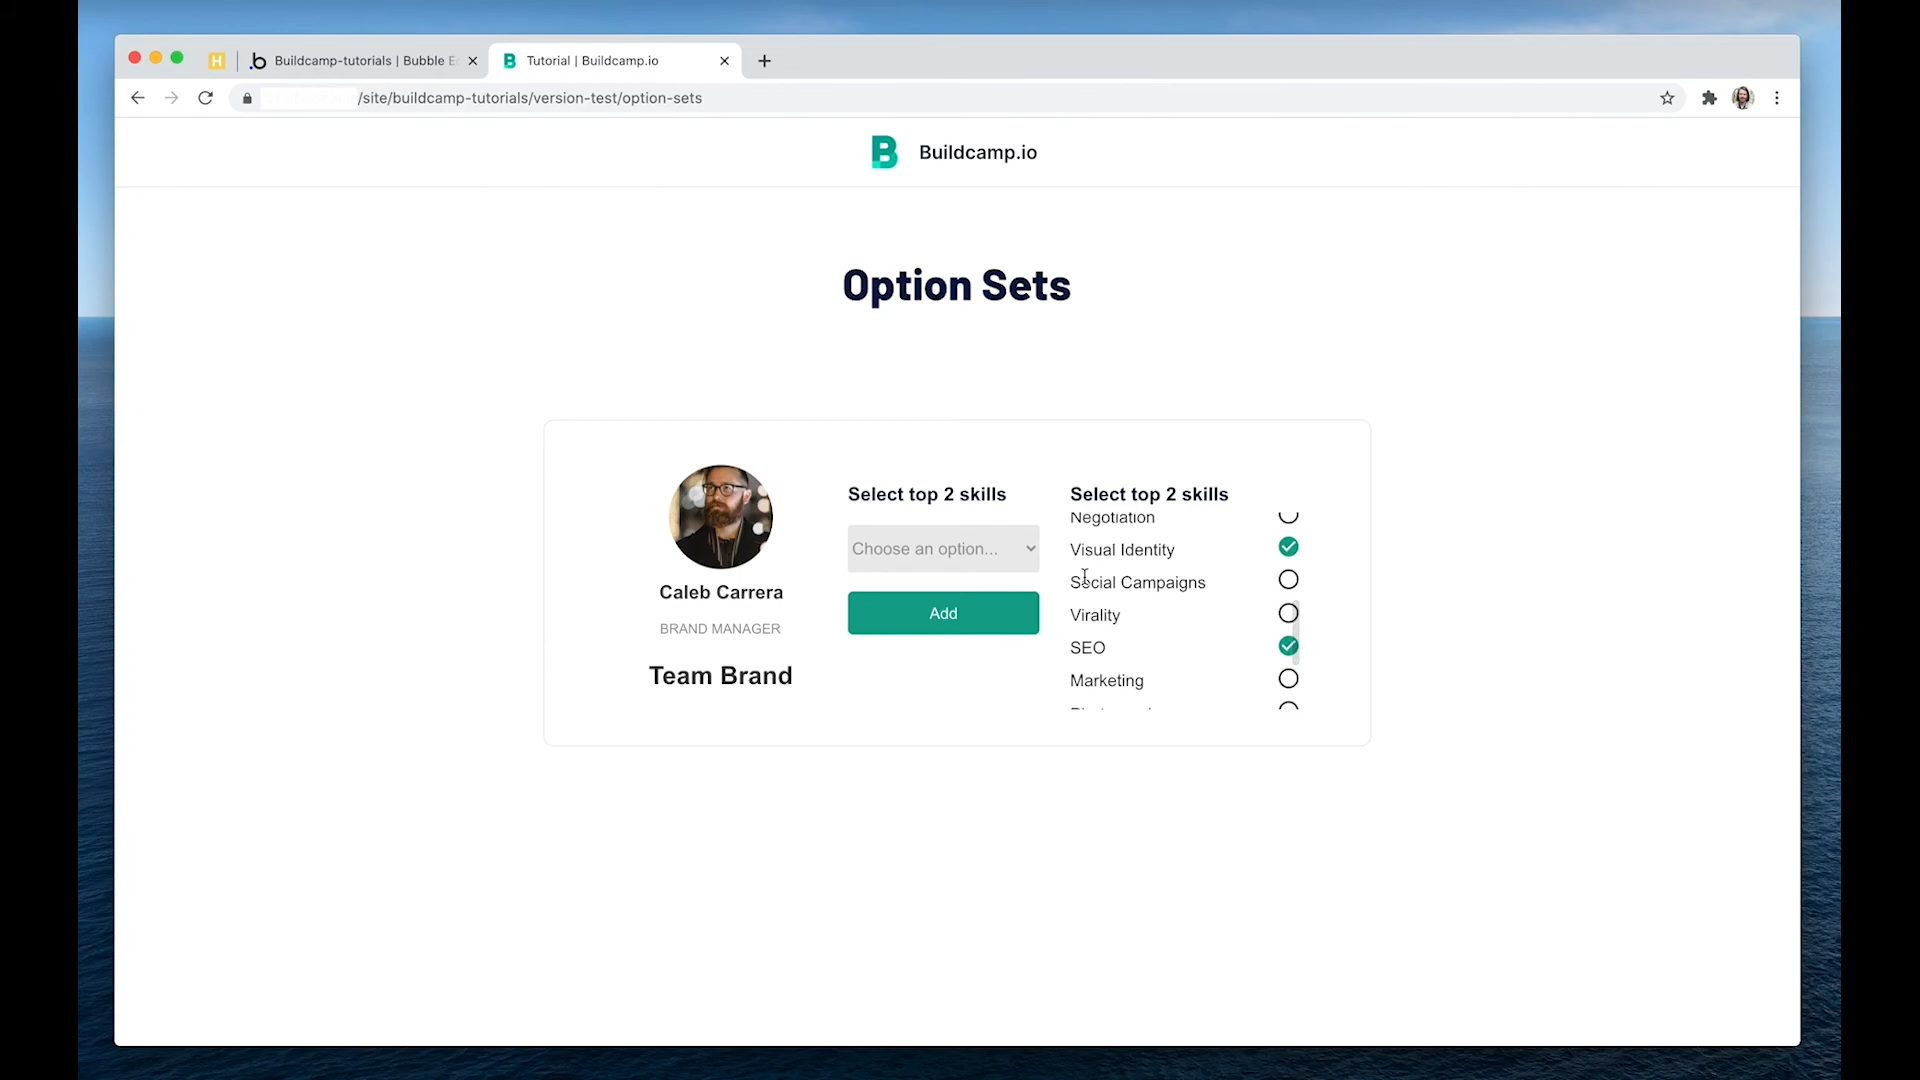 H
Buildcamp-tutorials | Bubble E
Tutorial | Buildcamp.io
/site/buildcamp-tutorials/version-test/option-sets
B Buildcamp.io
Option Sets
Caleb Carrera
BRAND MANAGER
Team Brand
Select top 2 skills
Choose an option...
Add
Select top 2 skills
Negotiation
Visual Identity
Social Campaigns
Virality
SEO
Marketing